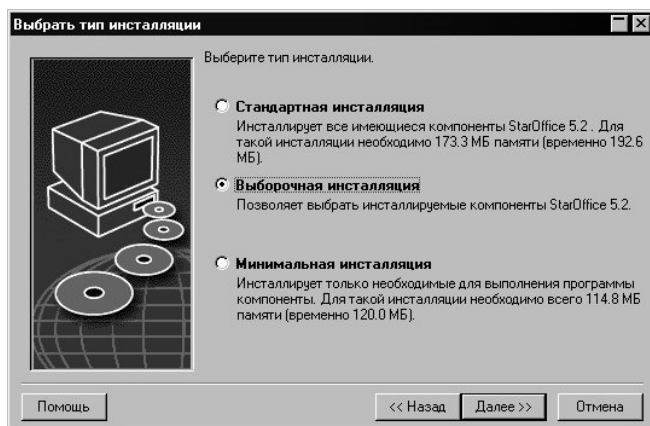 Выбрать тип инсталляции
Выберите тип инсталляции.
Стандартная инсталляция
Инсталлирует все имеющиеся компоненты StarOffice 5.2 . Для
такой инсталляции необходимо 173.3 МБ памяти (временно 192.6
МБ).
Выборочная инсталляция
Позволяет выбрать инсталлируемые компоненты StarOffice 5.2.
Минимальная инсталляция
Инсталлирует только необходимые для выполнения программы
компоненты. Для такой инсталляции необходимо всего 114.8 МБ
памяти (временно 120.0 МБ).
Помощь << Назад Далее >> Отмена